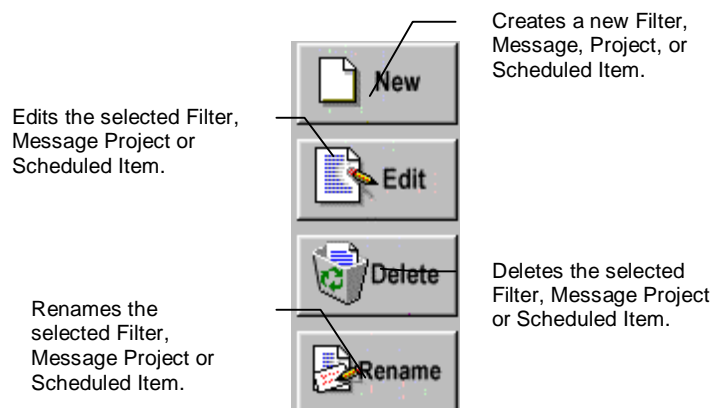 Creates a new Filter,
Message, Project, or
Scheduled Item.
New
Edits the selected Filter,
Message Project or
Scheduled Item.
Edit
Delete
Deletes the selected
Filter, Message Project
or Scheduled Item.
Renames the
selected Filter,
Message Project or
Scheduled Item.
Rename